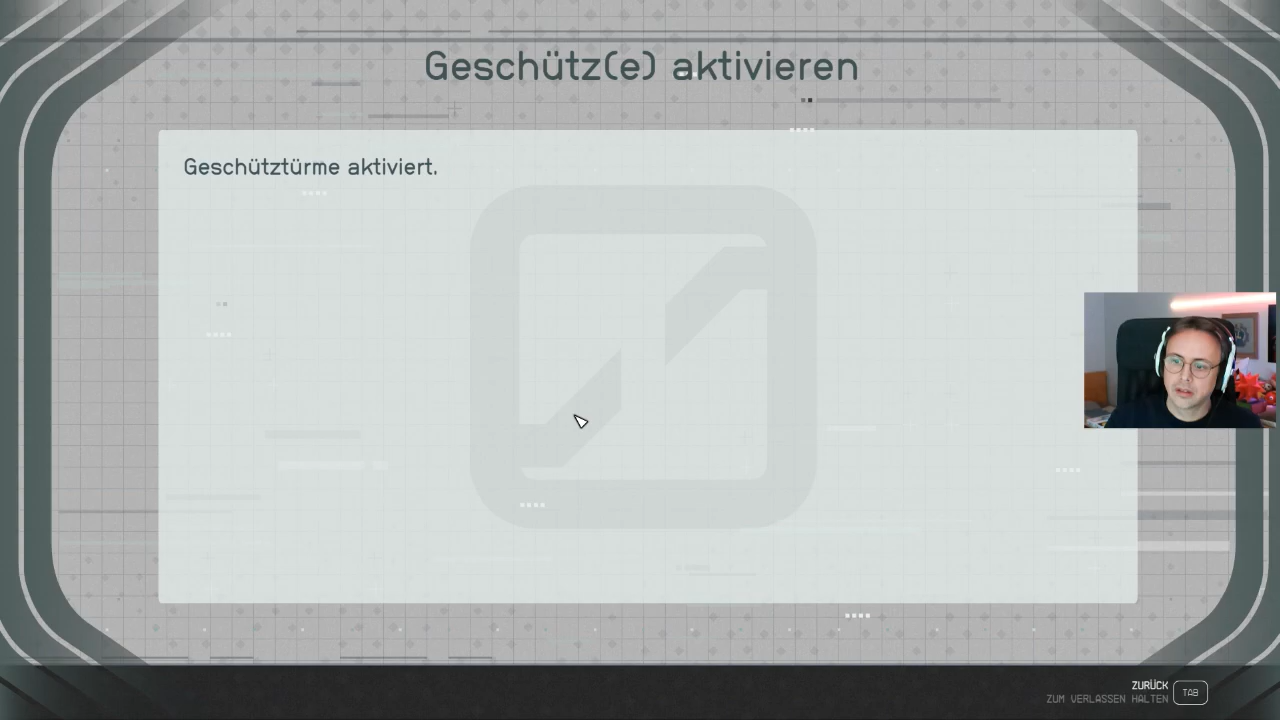 Geschütz(e) aktivieren
Geschütztürme aktiviert.
ZURÜCK
ZUM VERLASSEN HALTEN TAB